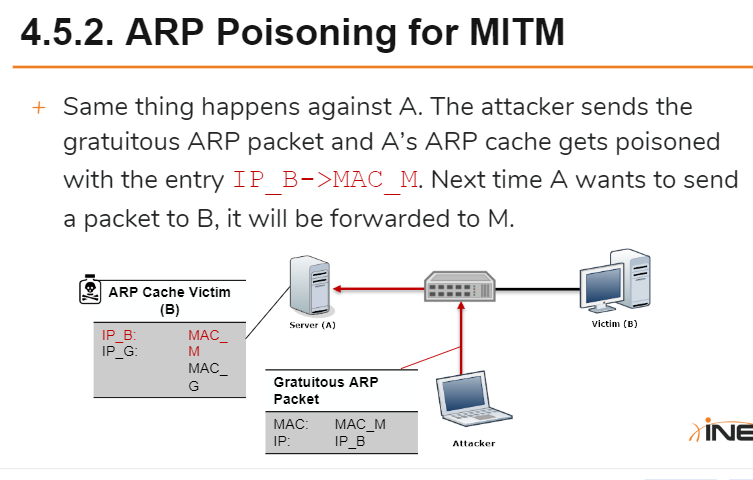 4.5.2. ARP Poisoning for MITM
+ Same thing happens against A. The attacker sends the
gratuitous ARP packet and A’s ARP cache gets poisoned
with the entry IP_B->MAC_M. Next time A wants to send
a packet to B, it will be forwarded to M.
ARP Cache Victim
(B)
IP_B: MAC_
IP_G: M
MAC_
G
Server (A)
Victim (B)
Gratuitous ARP
Packet
MAC: MAC_M
IP: IP_B
Attacker
INE